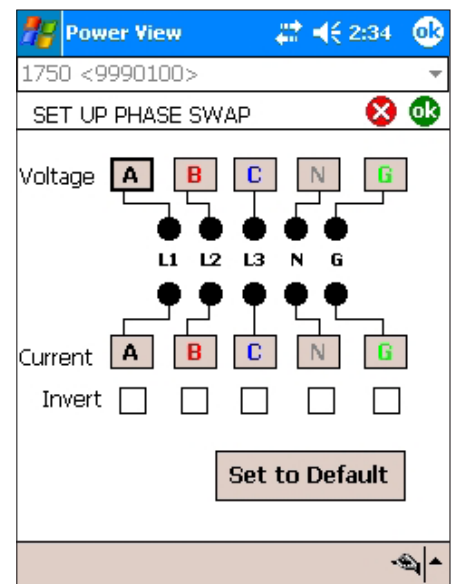 Power View 2:34 ok
1750 <9990100>
SET UP PHASE SWAP ok
Voltage A B C N G
L1 L2 L3 N G
Current A B C N G
Invert
Set to Default